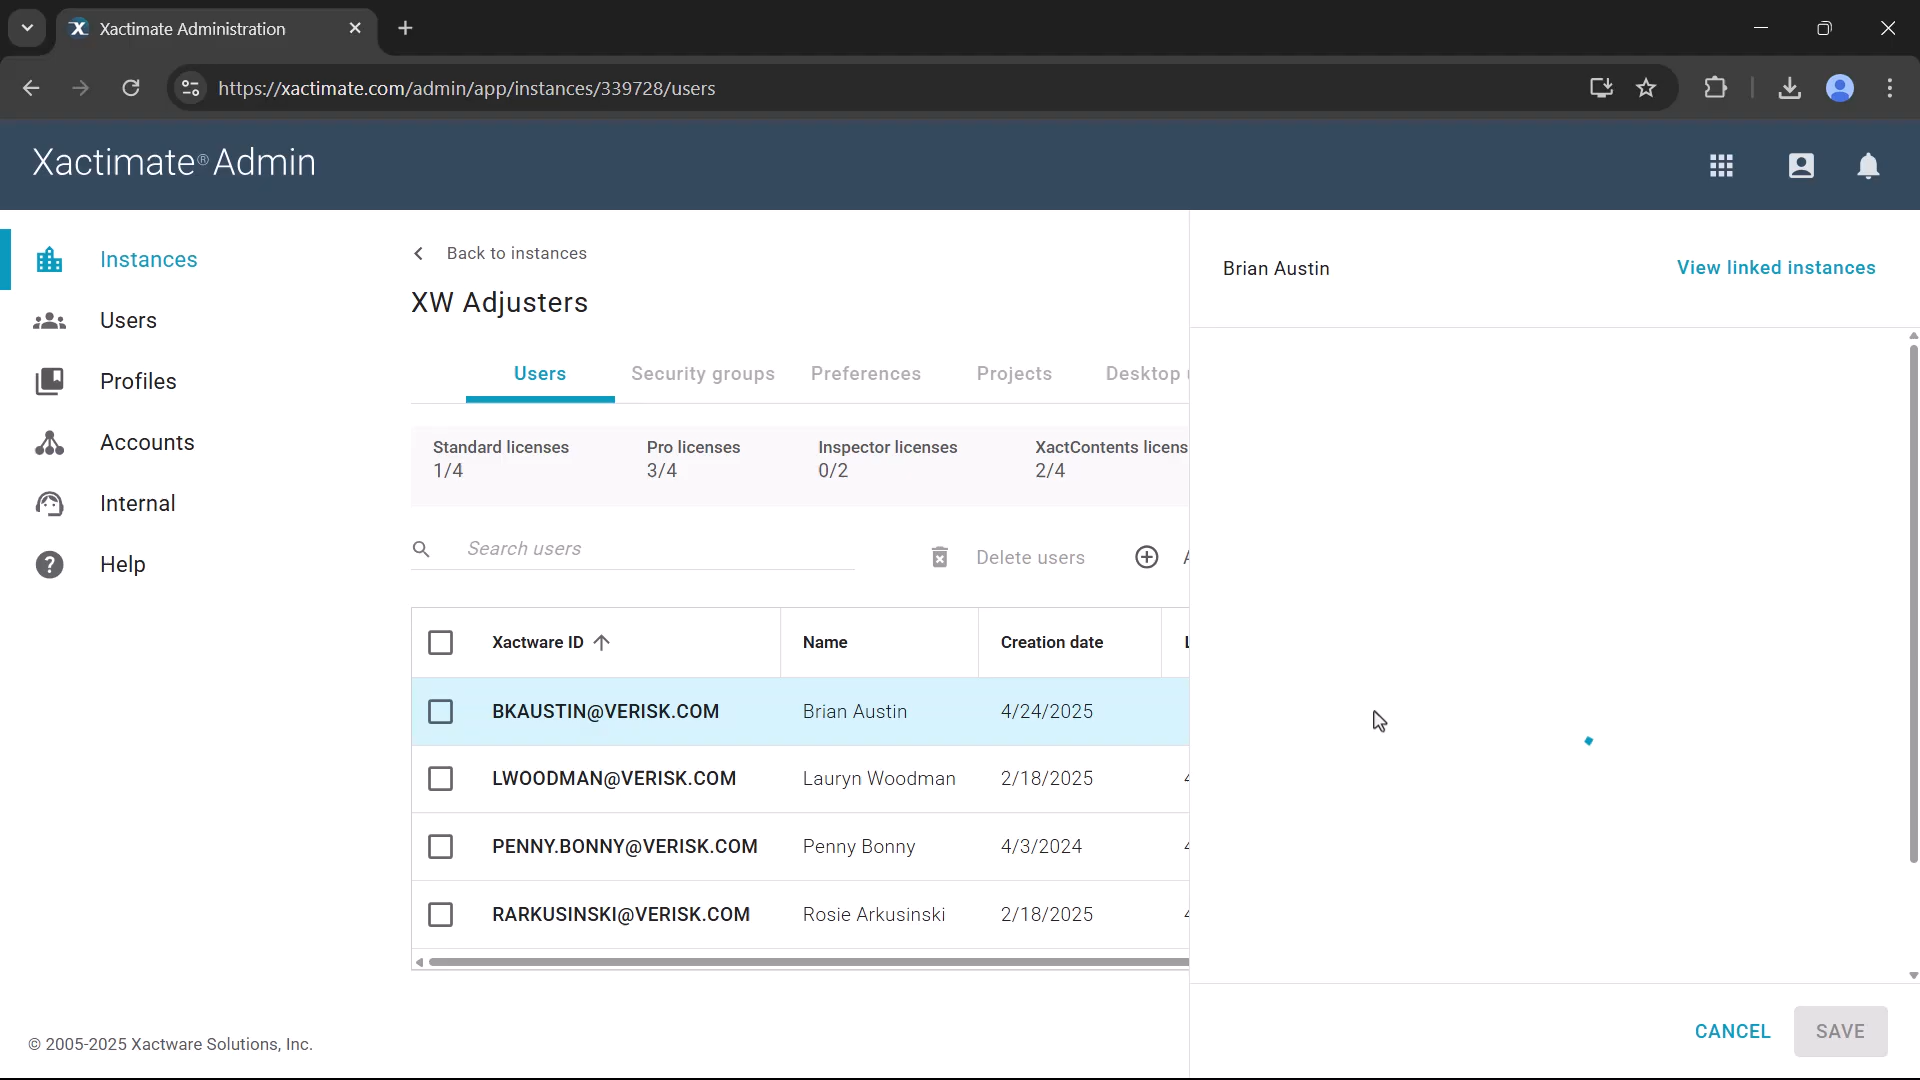 Xactimate Administration
https://xactimate.com/admin/app/instances/339728/users
Xactimate® Admin
Instances
Users
Profiles
Accounts
Internal
Help
© 2005-2025 Xactware Solutions, Inc.
Back to instances
XW Adjusters
Users Security groups Preferences Projects Desktop
Standard licenses Pro licenses Inspector licenses XactContents licens
1/4 3/4 0/2 2/4
Search users Delete users
Xactware ID Name Creation date
BKAUSTIN@VERISK.COM Brian Austin 4/24/2025
LWOODMAN@VERISK.COM Lauryn Woodman 2/18/2025
PENNY.BONNY@VERISK.COM Penny Bonny 4/3/2024
RARKUSINSKI@VERISK.COM Rosie Arkusinski 2/18/2025
Brian Austin View linked instances
CANCEL SAVE